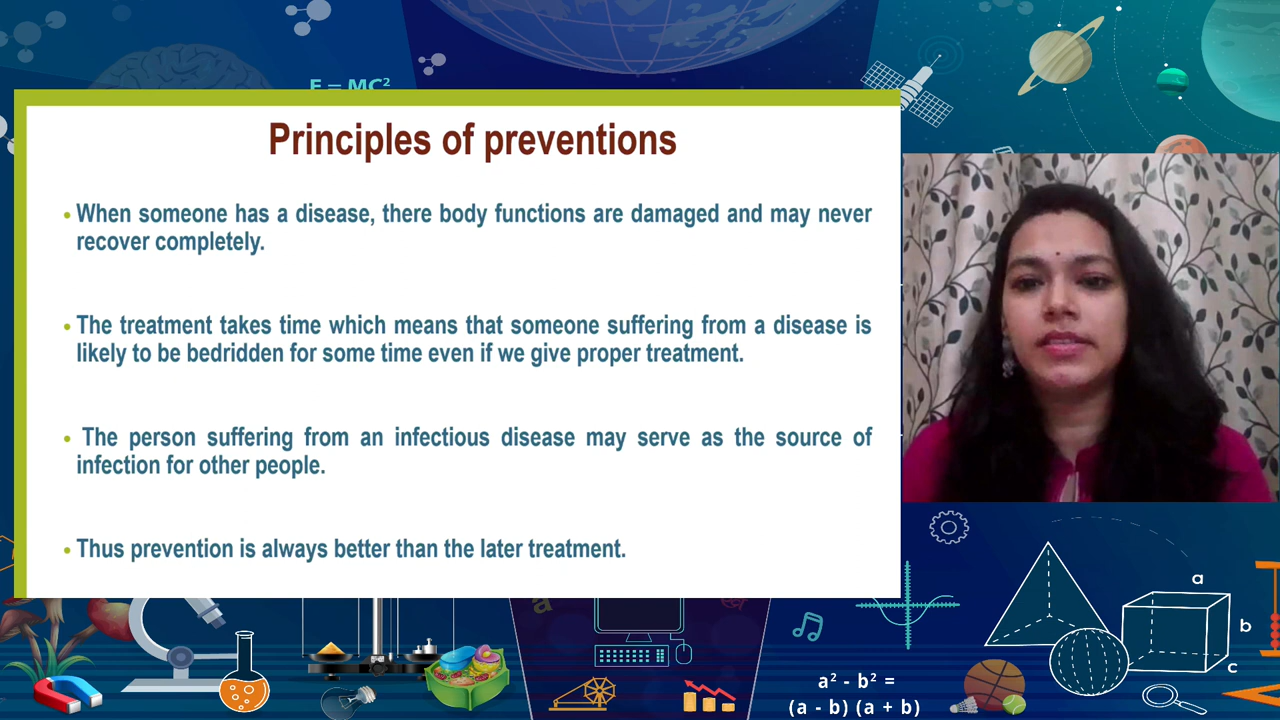 E = MC²
Principles of preventions
• When someone has a disease, there body functions are damaged and may never
recover completely.
• The treatment takes time which means that someone suffering from a disease is
likely to be bedridden for some time even if we give proper treatment.
• The person suffering from an infectious disease may serve as the source of
infection for other people.
• Thus prevention is always better than the later treatment.
a
b
c
a² - b² =
(a - b) (a + b)